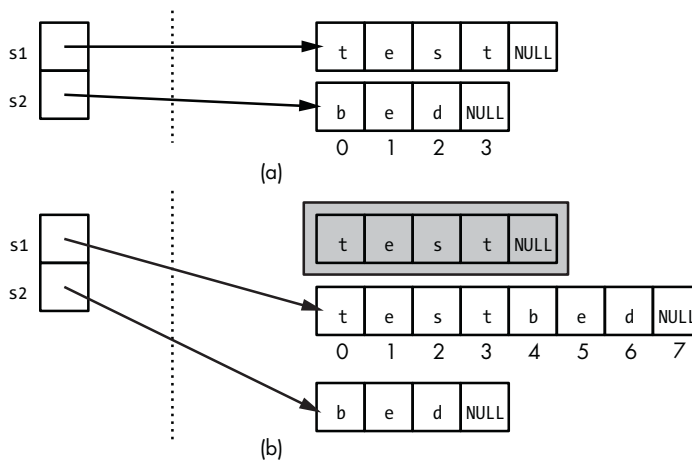 s1 t e s t NULL
s2 b e d NULL
0 1 2 3
(a)
t e s t NULL
s1
s2 t e s t b e d NULL
0 1 2 3 4 5 6 7
b e d NULL
(b)